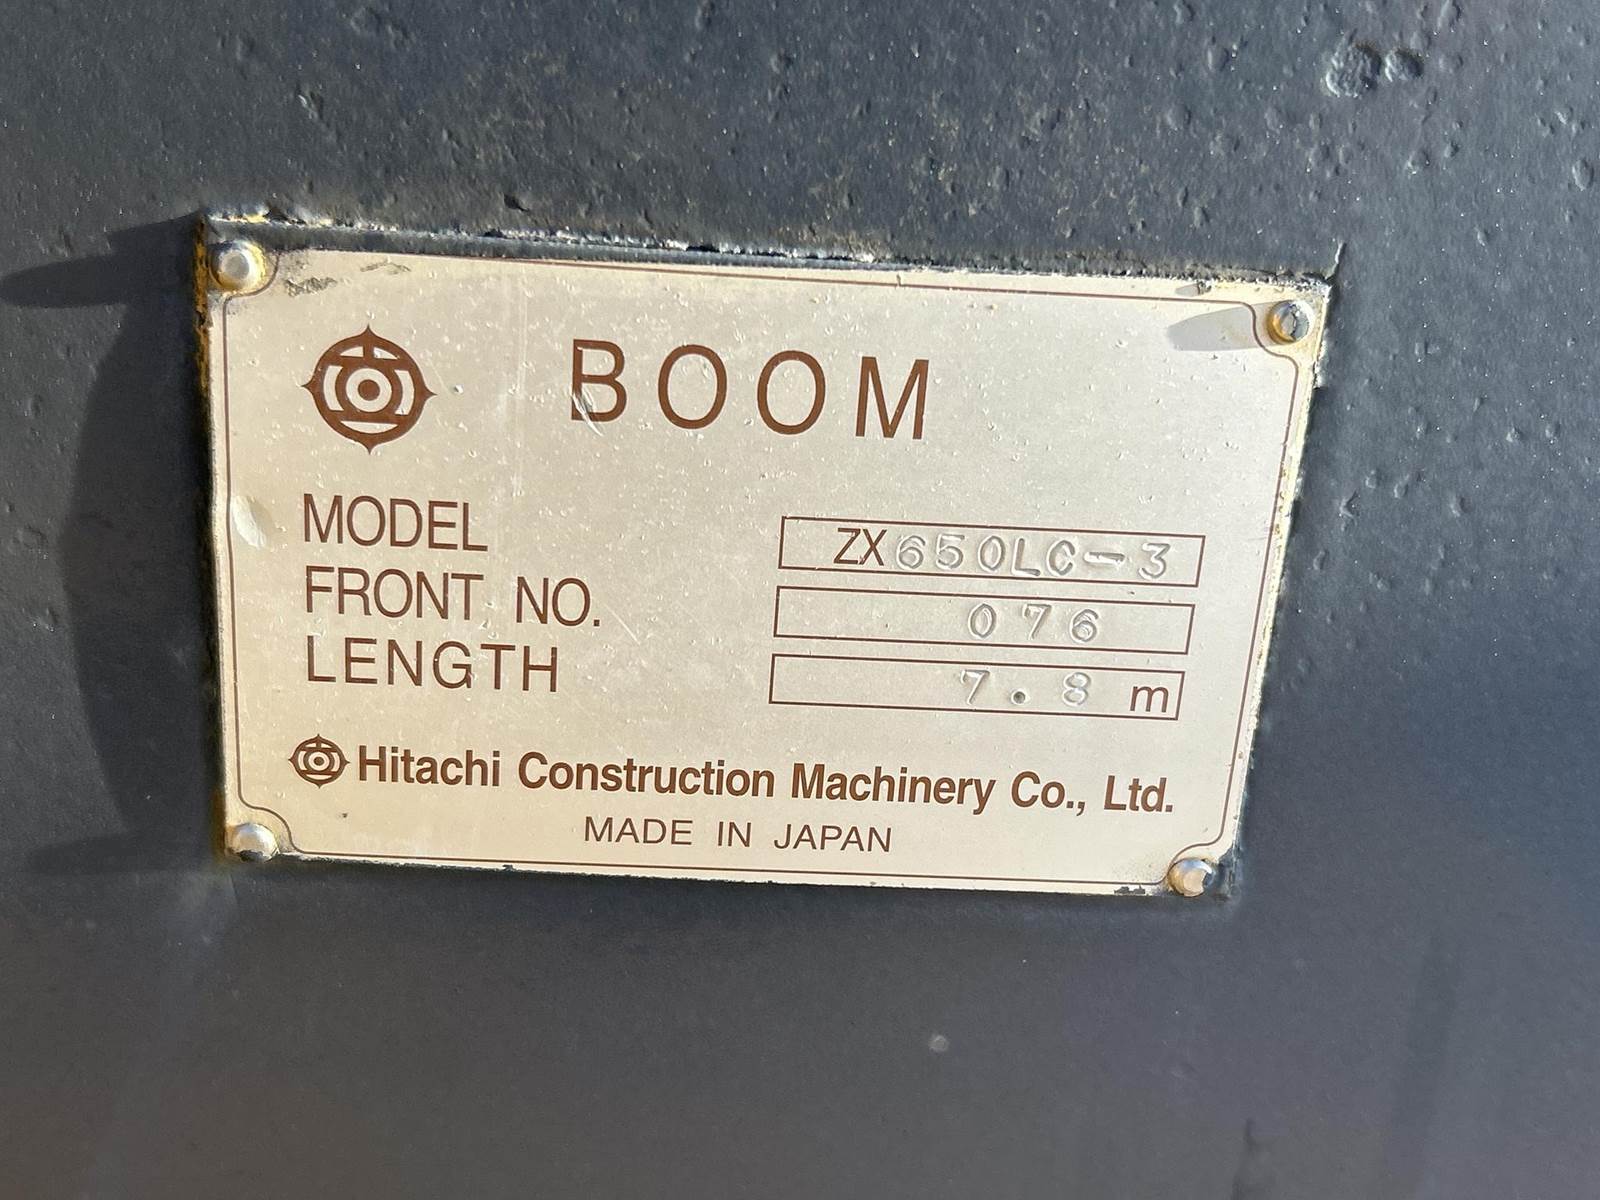 BOOM
MODEL ZX650LC-3
FRONT NO. 076
LENGTH 7.8 m
Hitachi Construction Machinery Co., Ltd.
MADE IN JAPAN